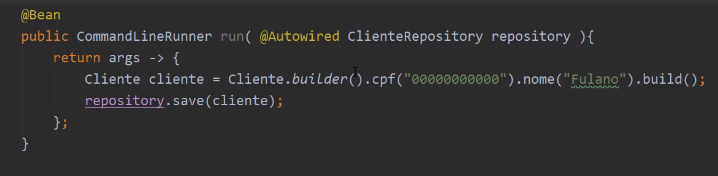 @Bean
public CommandLineRunner run( @Autowired ClienteRepository repository ){
return args -> {
Cliente cliente = Cliente.builder().cpf("00000000000").nome("Fulano").build();
repository.save(cliente);
};
}